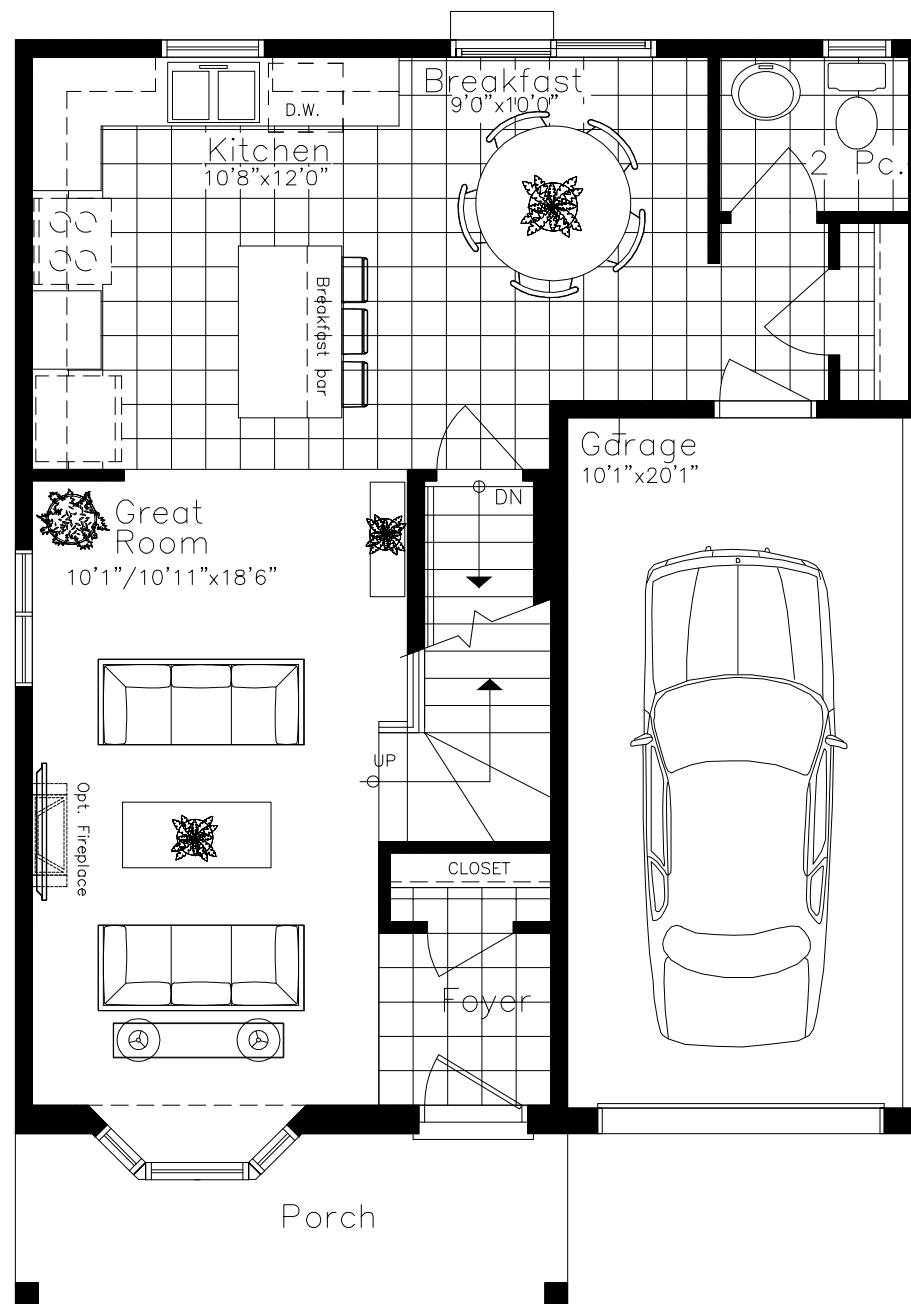 Breakfast
9'0"x10'0"
D.W.
Kitchen
10'8"x12'0"
2 Pc.
Breakfast bar
Garage
10'1"x20'1"
DN
Great
Room
10'1"/10'11"x18'6"
UP
Opt. Fireplace
CLOSET
Foyer
Porch